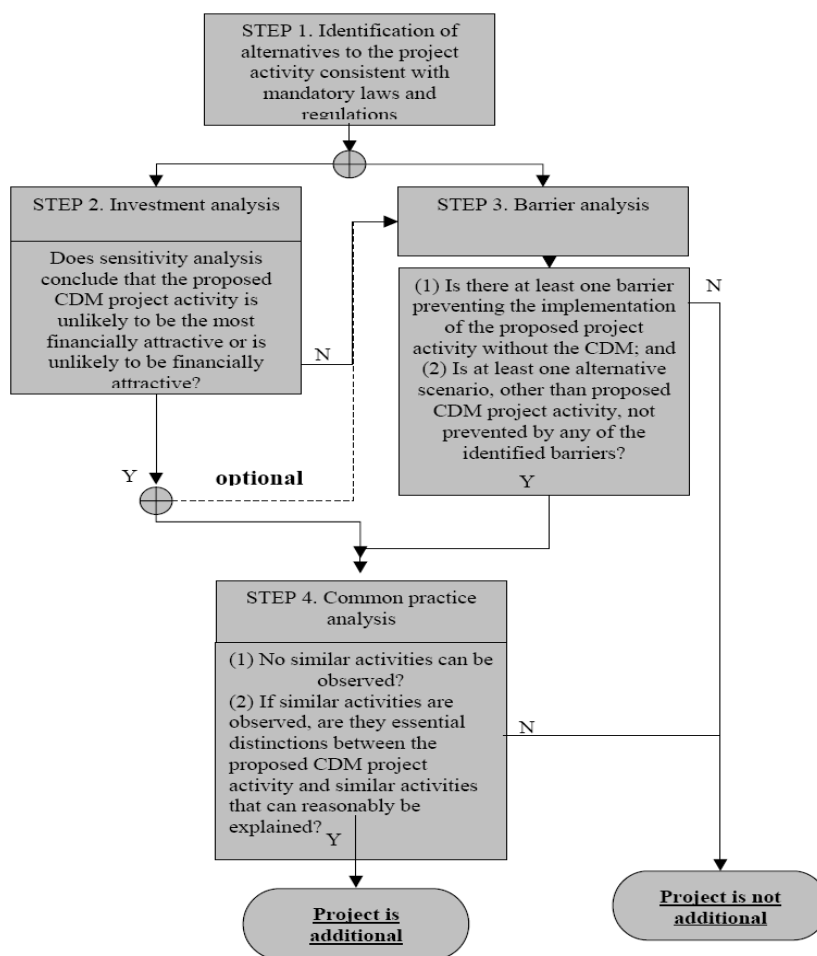 STEP 1. Identification of
alternatives to the project
activity consistent with
mandatory laws and
regulations
STEP 2. Investment analysis
Does sensitivity analysis
conclude that the proposed
CDM project activity is
unlikely to be the most
financially attractive or is
unlikely to be financially
attractive?
N
Y
optional
STEP 3. Barrier analysis
(1) Is there at least one barrier
preventing the implementation
of the proposed project
activity without the CDM; and
(2) Is at least one alternative
scenario, other than proposed
CDM project activity, not
prevented by any of the
identified barriers?
N
Y
STEP 4. Common practice
analysis
(1) No similar activities can be
observed?
(2) If similar activities are
observed, are they essential
distinctions between the
proposed CDM project
activity and similar activities
that can reasonably be
explained?
N
Y
Project is
additional
Project is not
additional